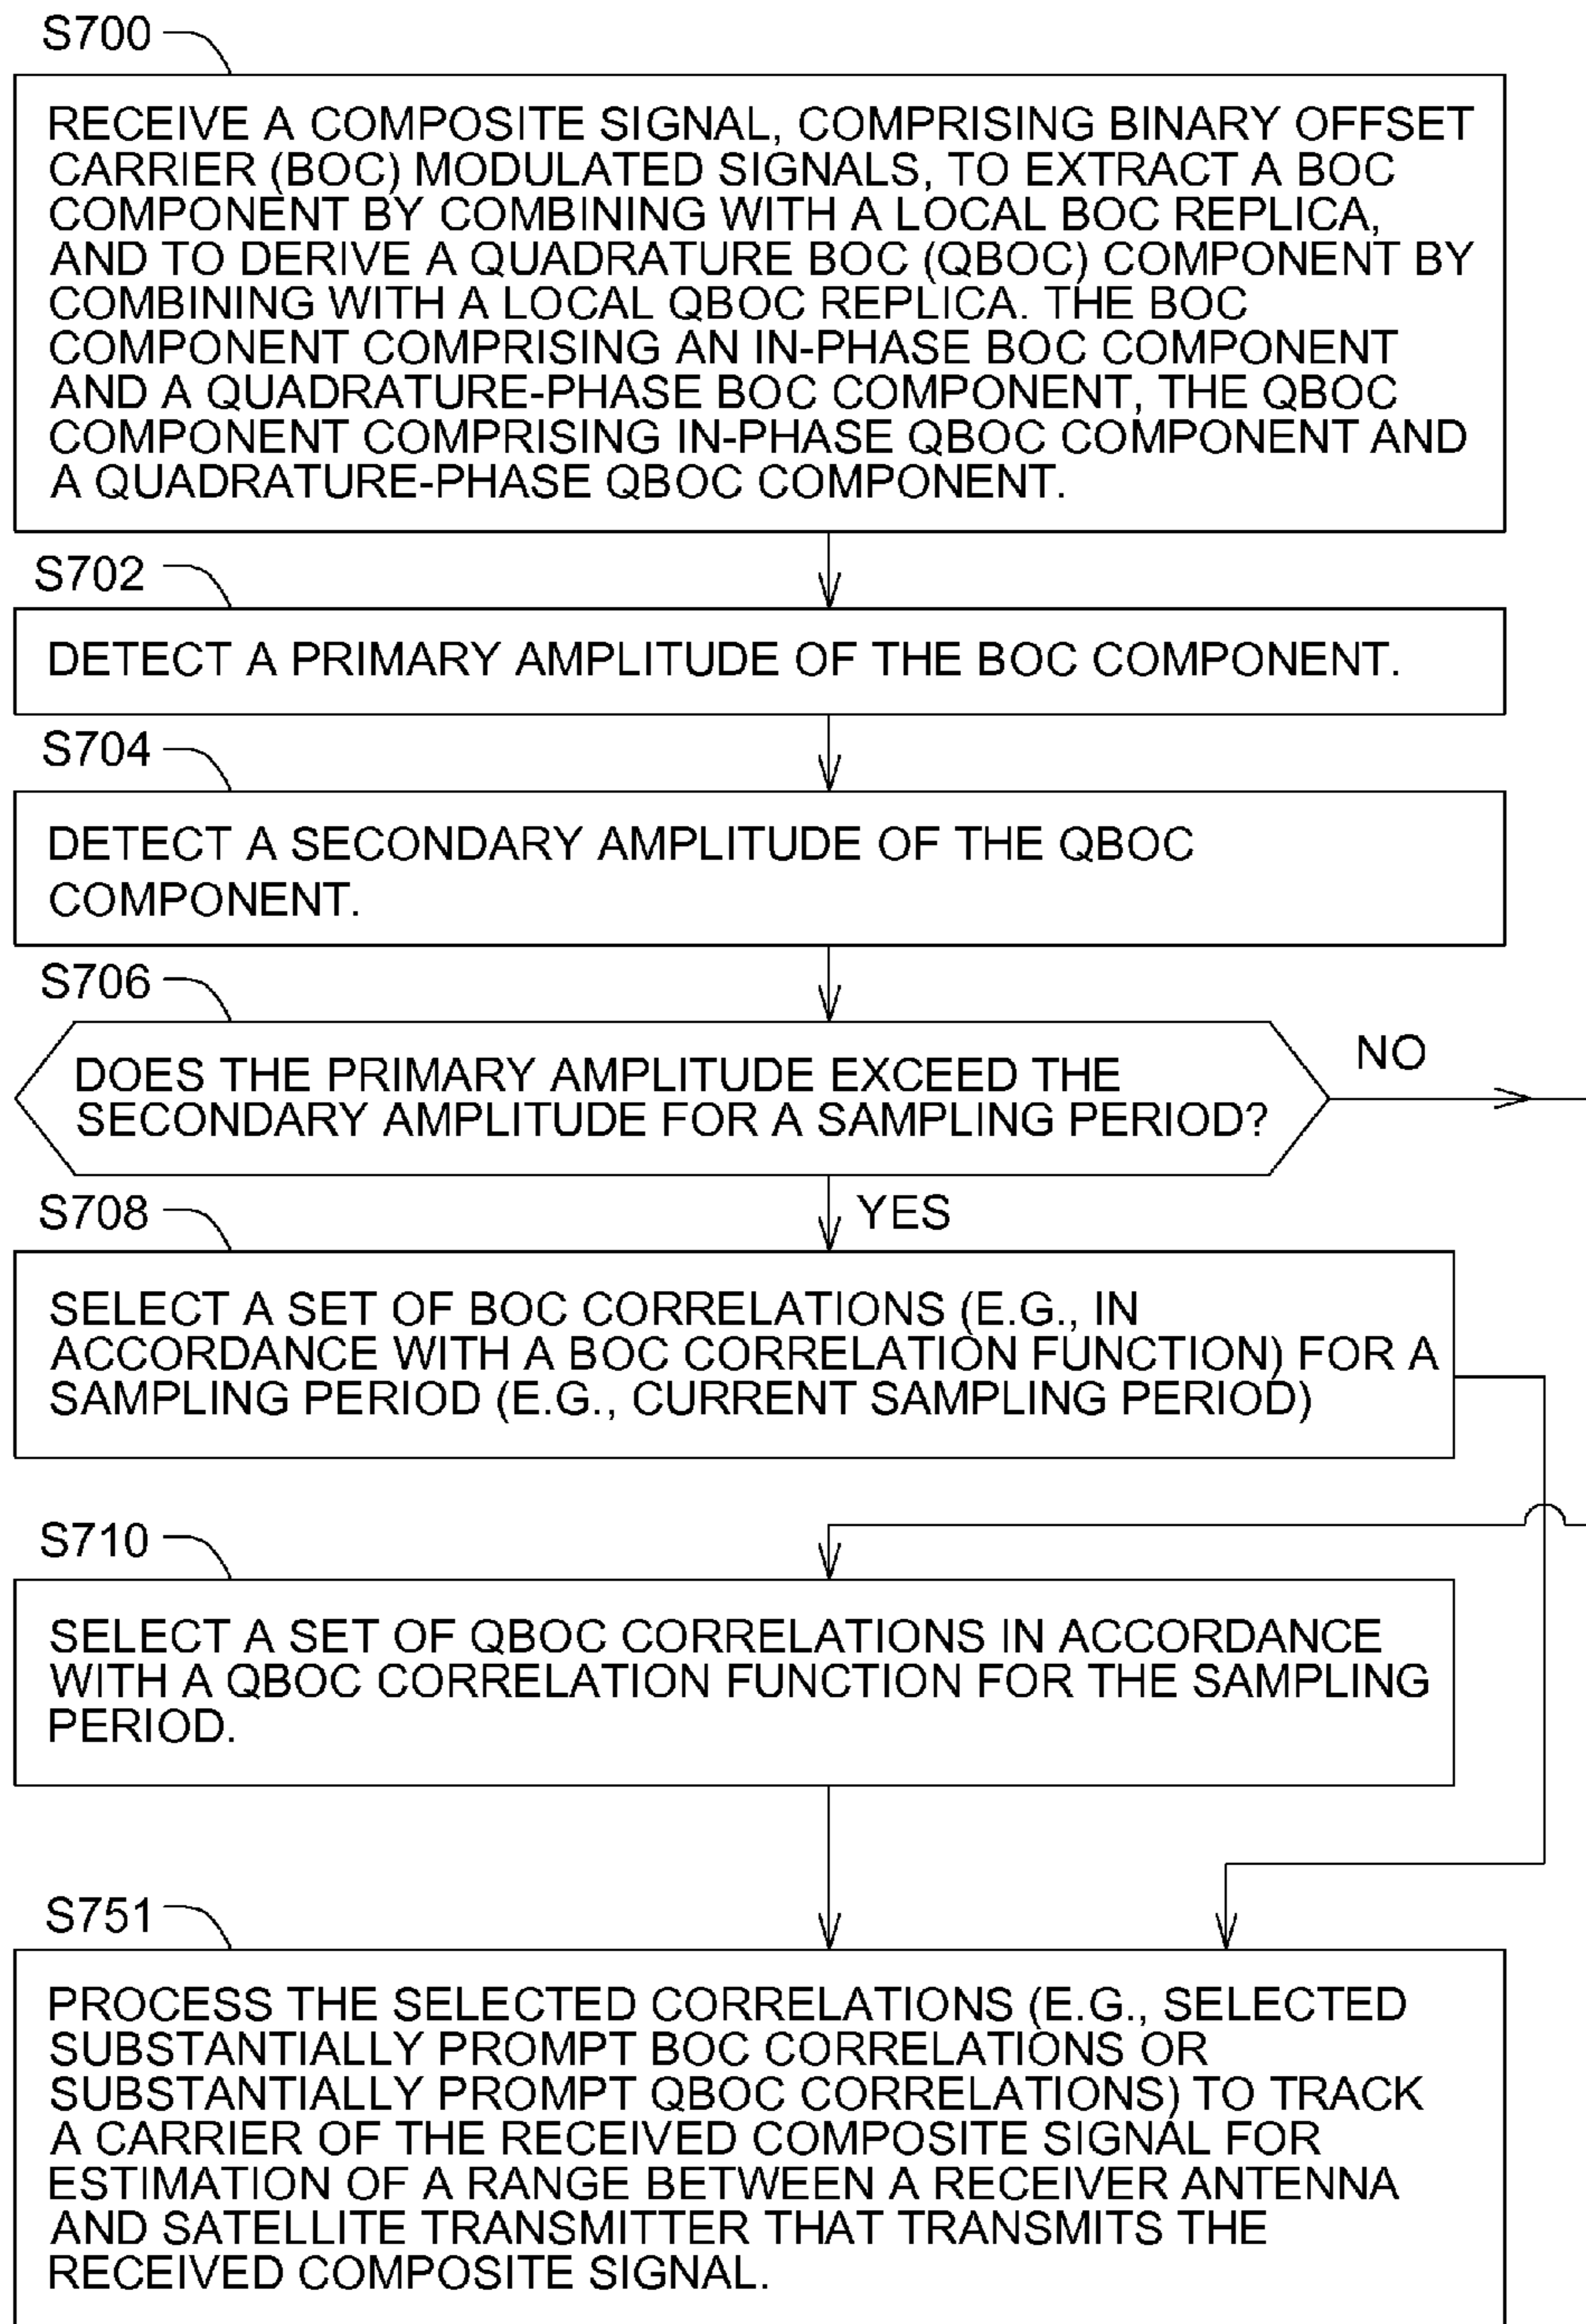 S700
RECEIVE A COMPOSITE SIGNAL, COMPRISING BINARY OFFSET
CARRIER (BOC) MODULATED SIGNALS, TO EXTRACT A BOC
COMPONENT BY COMBINING WITH A LOCAL BOC REPLICA,
AND TO DERIVE A QUADRATURE BOC (QBOC) COMPONENT BY
COMBINING WITH A LOCAL QBOC REPLICA. THE BOC
COMPONENT COMPRISING AN IN-PHASE BOC COMPONENT
AND A QUADRATURE-PHASE BOC COMPONENT, THE QBOC
COMPONENT COMPRISING IN-PHASE QBOC COMPONENT AND
A QUADRATURE-PHASE QBOC COMPONENT.
S702
DETECT A PRIMARY AMPLITUDE OF THE BOC COMPONENT.
S704
DETECT A SECONDARY AMPLITUDE OF THE QBOC
COMPONENT.
S706
DOES THE PRIMARY AMPLITUDE EXCEED THE
SECONDARY AMPLITUDE FOR A SAMPLING PERIOD?
NO
YES
S708
SELECT A SET OF BOC CORRELATIONS (E.G., IN
ACCORDANCE WITH A BOC CORRELATION FUNCTION) FOR A
SAMPLING PERIOD (E.G., CURRENT SAMPLING PERIOD)
S710
SELECT A SET OF QBOC CORRELATIONS IN ACCORDANCE
WITH A QBOC CORRELATION FUNCTION FOR THE SAMPLING
PERIOD.
S751
PROCESS THE SELECTED CORRELATIONS (E.G., SELECTED
SUBSTANTIALLY PROMPT BOC CORRELATIONS OR
SUBSTANTIALLY PROMPT QBOC CORRELATIONS) TO TRACK
A CARRIER OF THE RECEIVED COMPOSITE SIGNAL FOR
ESTIMATION OF A RANGE BETWEEN A RECEIVER ANTENNA
AND SATELLITE TRANSMITTER THAT TRANSMITS THE
RECEIVED COMPOSITE SIGNAL.